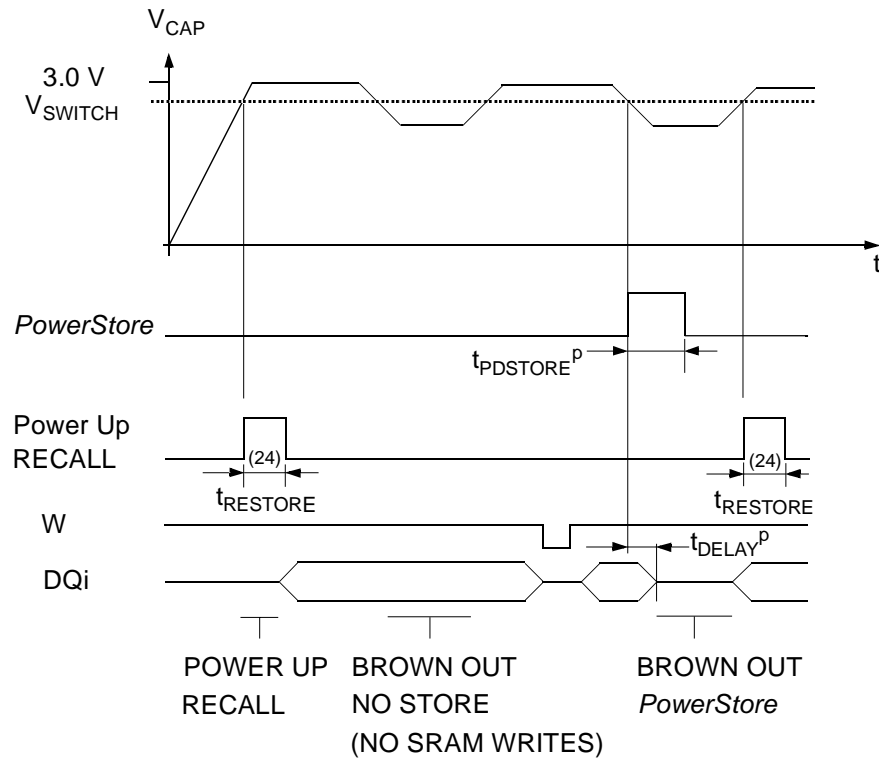 VCAP
3.0 V
VSWITCH
t
PowerStore
tPDSTOREp
Power Up
RECALL
(24)
(24)
tRESTORE
tRESTORE
W
tDELAYp
DQi
POWER UP
RECALL
BROWN OUT
NO STORE
(NO SRAM WRITES)
BROWN OUT
PowerStore